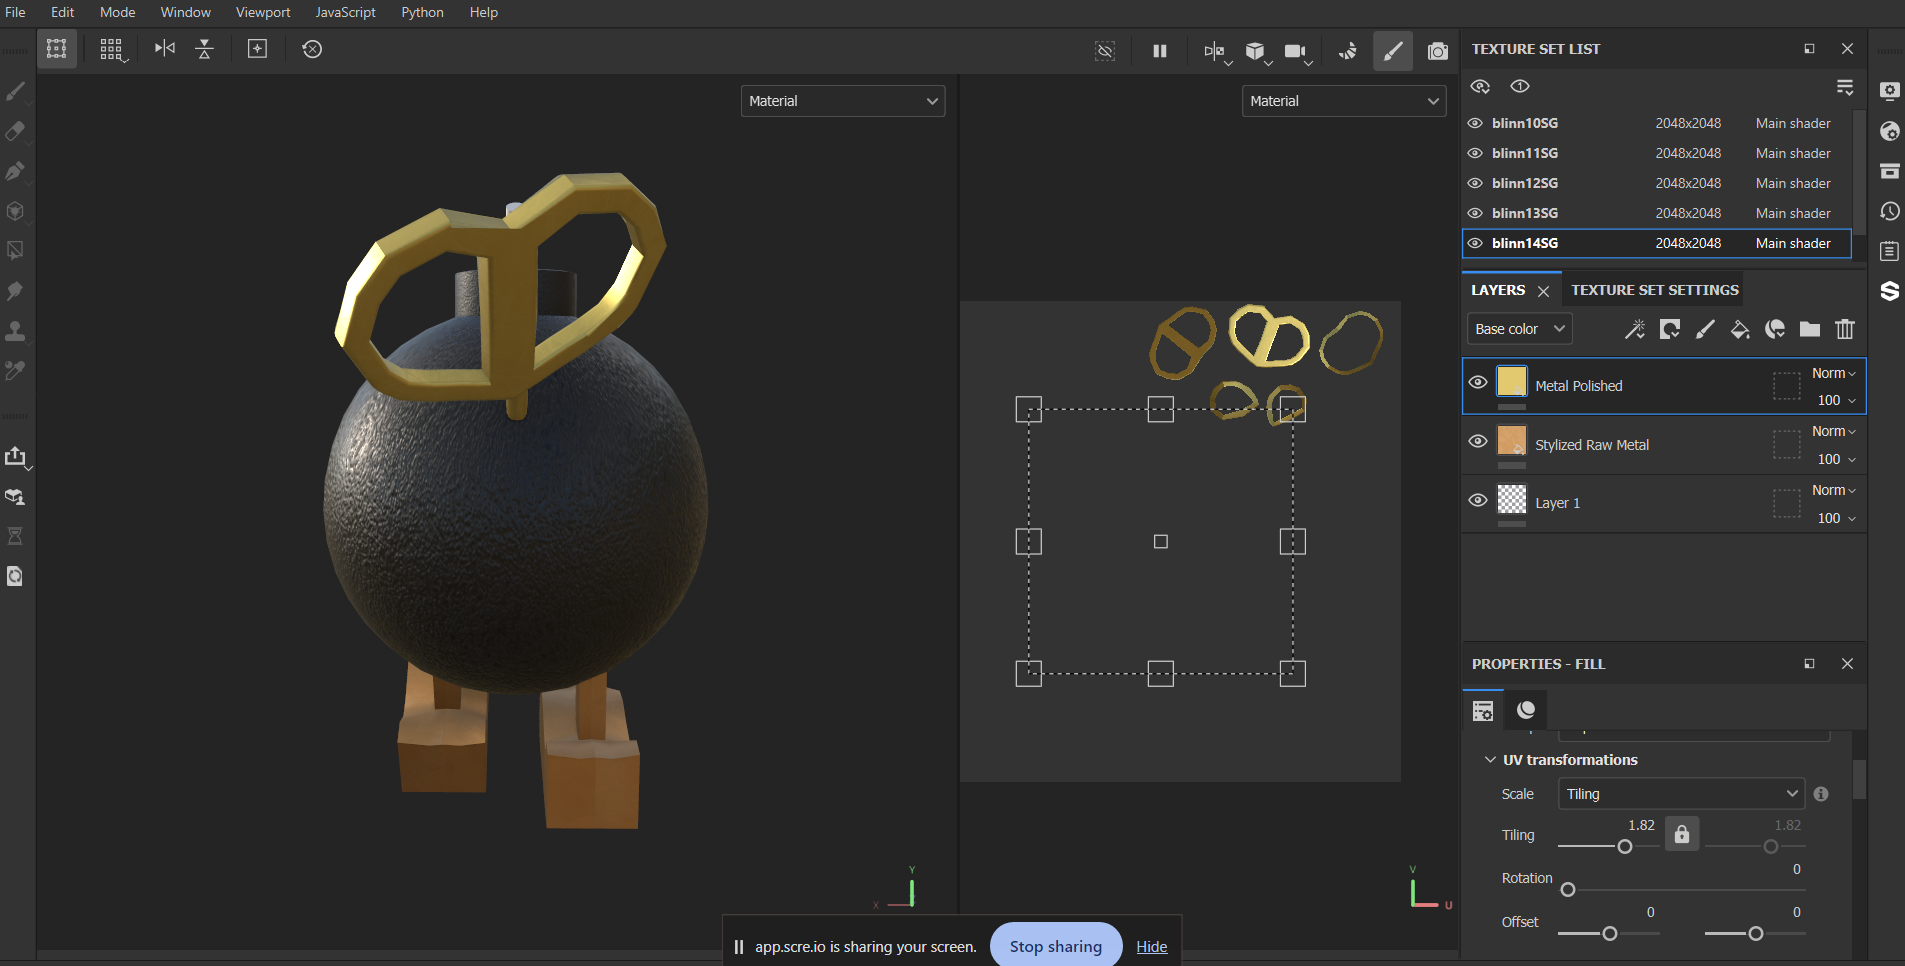 File Edit Mode Window Viewport JavaScript Python Help
Material
Material
TEXTURE SET LIST
1
blinn10SG 2048x2048 Main shader
blinn11SG 2048x2048 Main shader
blinn12SG 2048x2048 Main shader
blinn13SG 2048x2048 Main shader
blinn14SG 2048x2048 Main shader
LAYERS TEXTURE SET SETTINGS
Base color
Metal Polished Norm 100
Stylized Raw Metal Norm 100
Layer 1 Norm 100
PROPERTIES - FILL
UV transformations
Scale Tiling
Tiling 1.82 1.82
Rotation 0
Offset 0 0
Y
X
V
U
app.scre.io is sharing your screen. Stop sharing Hide